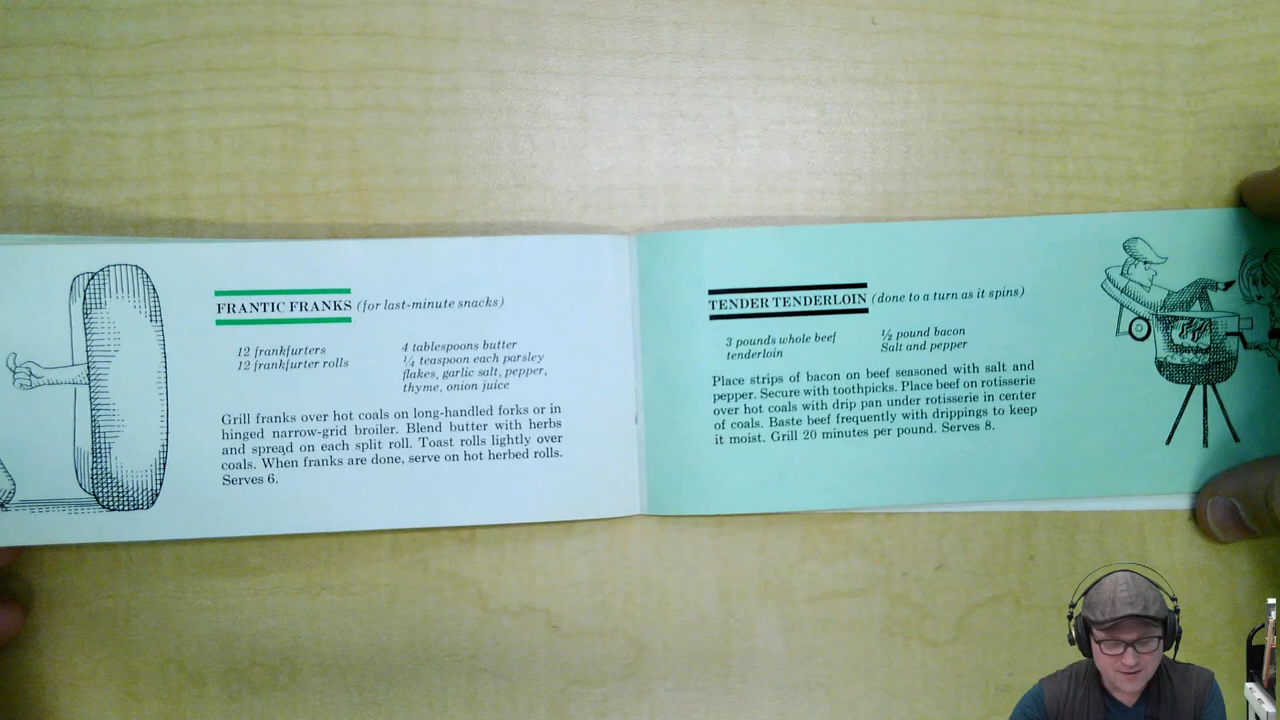 FRANTIC FRANKS (for last-minute snacks)
12 frankfurters
12 frankfurter rolls
4 tablespoons butter
¼ teaspoon each parsley
flakes, garlic salt, pepper,
thyme, onion juice
Grill franks over hot coals on long-handled forks or in
hinged narrow-grid broiler. Blend butter with herbs
and spread on each split roll. Toast rolls lightly over
coals. When franks are done, serve on hot herbed rolls.
Serves 6.
TENDER TENDERLOIN (done to a turn as it spins)
3 pounds whole beef
tenderloin
½ pound bacon
Salt and pepper
Place strips of bacon on beef seasoned with salt and
pepper. Secure with toothpicks. Place beef on rotisserie
over hot coals with drip pan under rotisserie in center
of coals. Baste beef frequently with drippings to keep
it moist. Grill 20 minutes per pound. Serves 8.